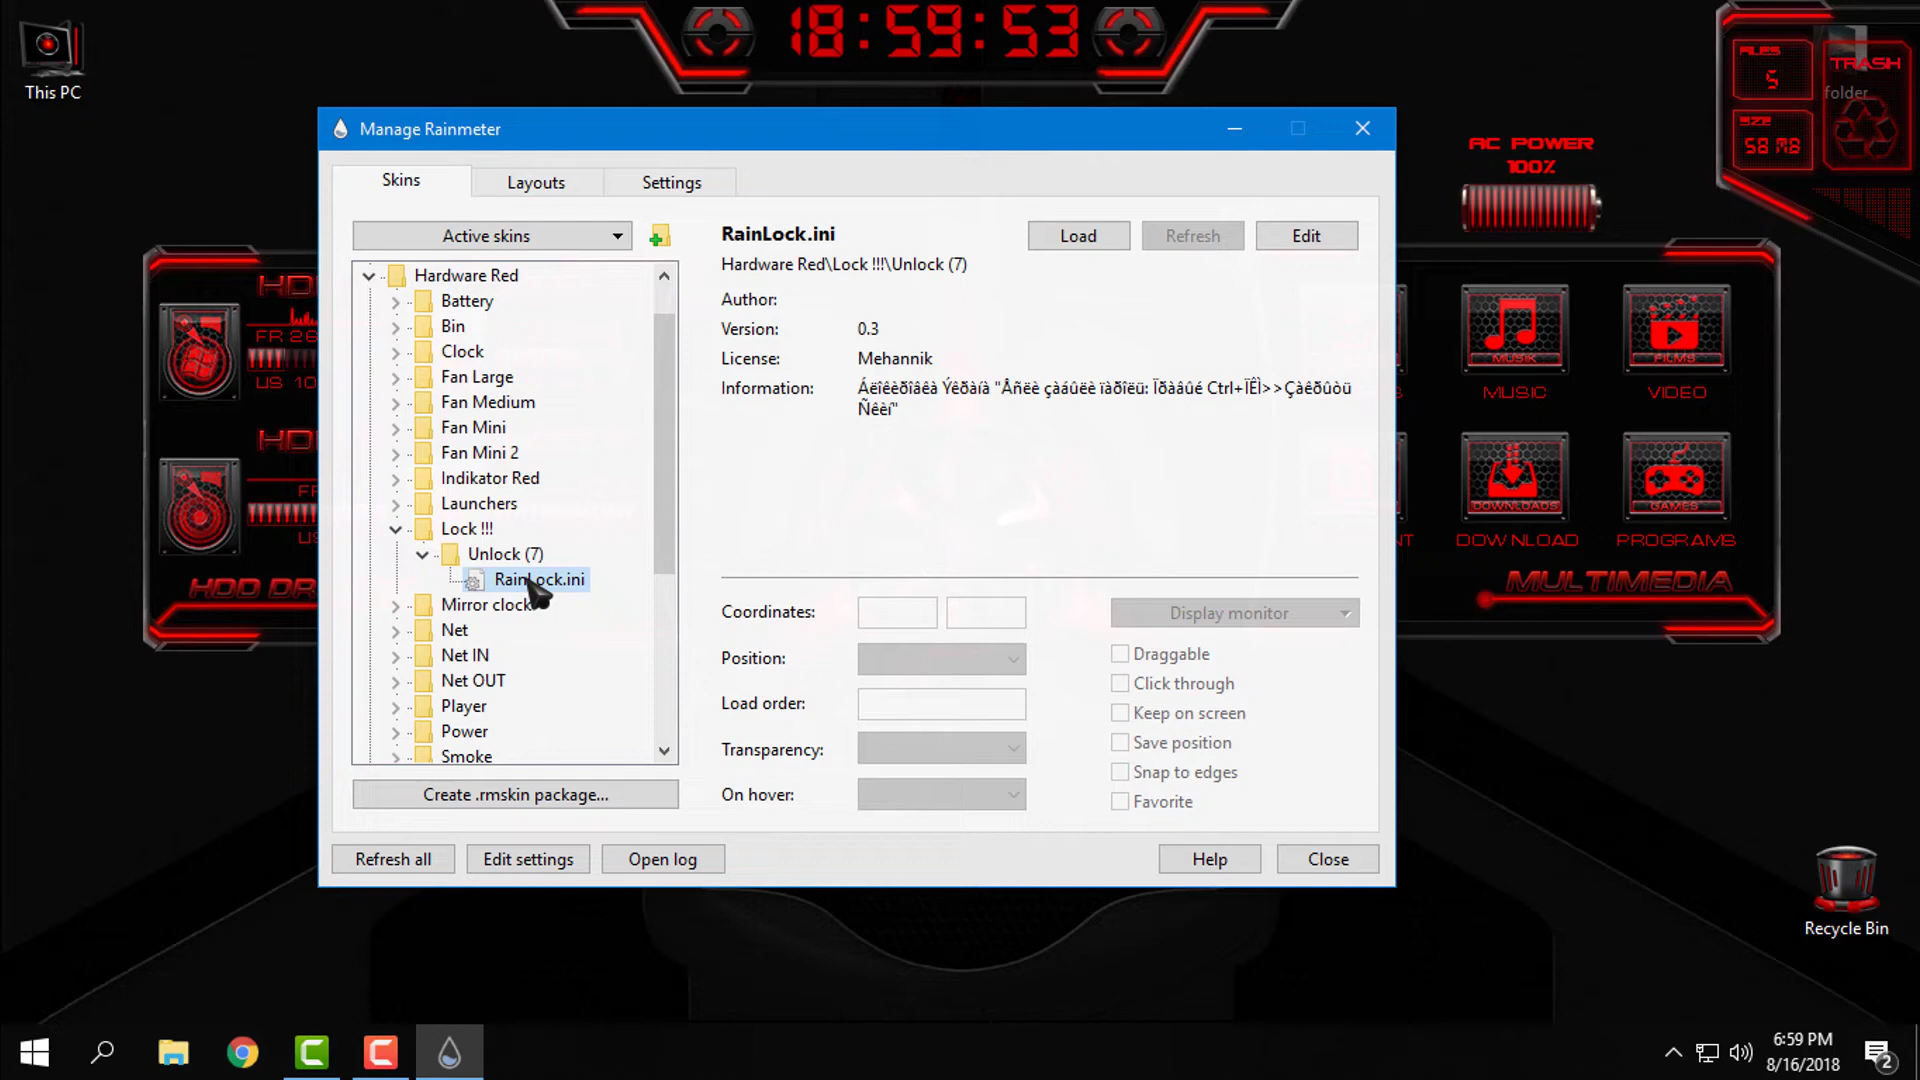 18:59:53
This PC
FILES
5
TRASH
folder
SIZE
58 MB
AC POWER
100%
Manage Rainmeter
Skins
Layouts
Settings
Active skins
RainLock.ini
Load
Refresh
Edit
Hardware Red\Lock !!!\Unlock (7)
Author:
Version:
0.3
License:
Mehannik
Information:
Áëîêèðîâêà Ýêðàíà "Åñëè çàáûëè ïàðîëü: Ïðàâûé Ctrl+ÏÊÌ>>Çàêðûòü
Ñêèí"
Hardware Red
Battery
Bin
Clock
Fan Large
Fan Medium
Fan Mini
Fan Mini 2
Indikator Red
Launchers
Lock !!!
Unlock (7)
RainLock.ini
Mirror clock
Net
Net IN
Net OUT
Player
Power
Smoke
Create .rmskin package...
Coordinates:
Display monitor
Position:
Load order:
Transparency:
On hover:
Draggable
Click through
Keep on screen
Save position
Snap to edges
Favorite
Refresh all
Edit settings
Open log
Help
Close
HDD DR
MUSIK
FILMS
MUSIC
VIDEO
DOWNLOADS
GAMES
DOWNLOAD
PROGRAMS
MULTIMEDIA
Recycle Bin
6:59 PM
8/16/2018
2